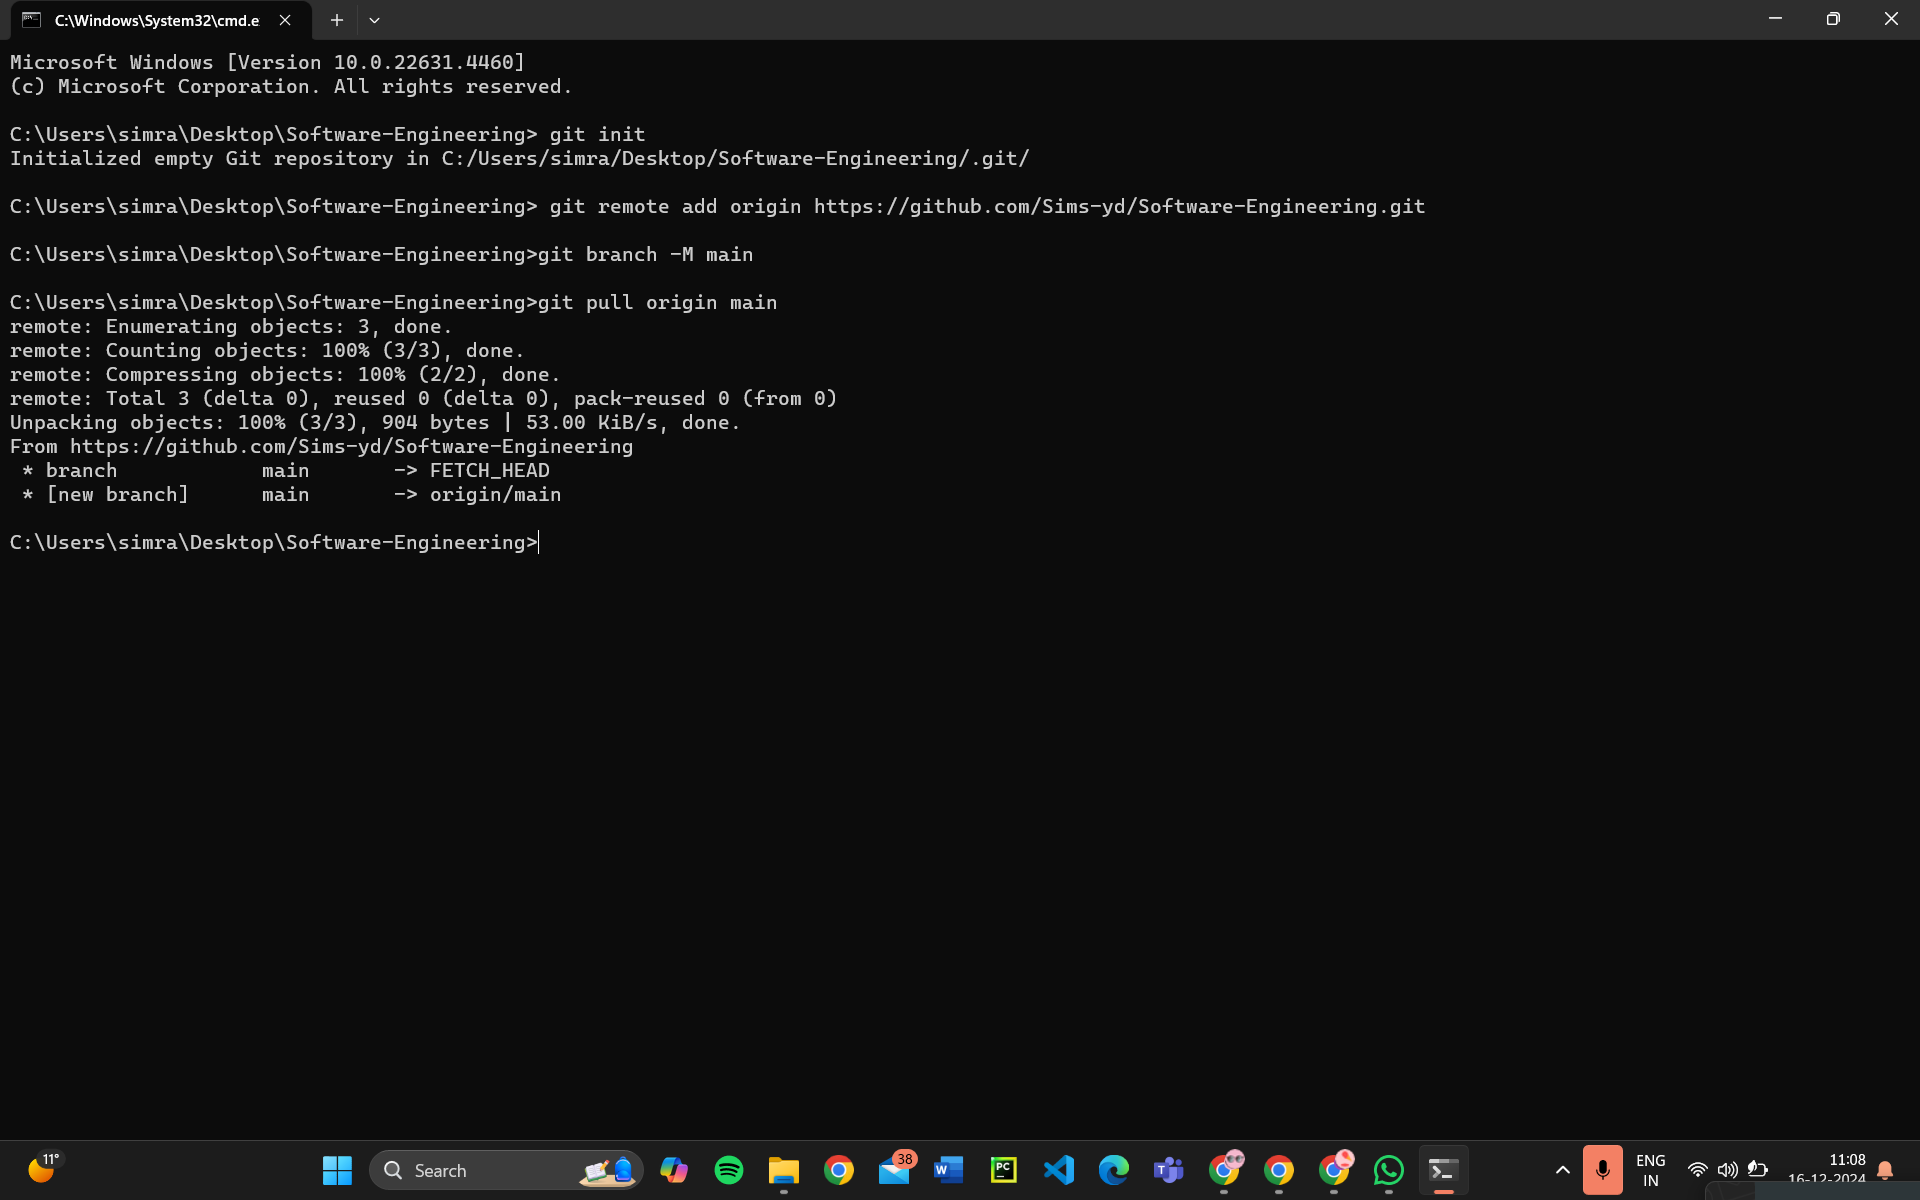 C:\Windows\System32\cmd.e
Microsoft Windows [Version 10.0.22631.4460]
(c) Microsoft Corporation. All rights reserved.
C:\Users\simra\Desktop\Software-Engineering> git init
Initialized empty Git repository in C:/Users/simra/Desktop/Software-Engineering/.git/
C:\Users\simra\Desktop\Software-Engineering> git remote add origin https://github.com/Sims-yd/Software-Engineering.git
C:\Users\simra\Desktop\Software-Engineering>git branch -M main
C:\Users\simra\Desktop\Software-Engineering>git pull origin main
remote: Enumerating objects: 3, done.
remote: Counting objects: 100% (3/3), done.
remote: Compressing objects: 100% (2/2), done.
remote: Total 3 (delta 0), reused 0 (delta 0), pack-reused 0 (from 0)
Unpacking objects: 100% (3/3), 904 bytes | 53.00 KiB/s, done.
From https://github.com/Sims-yd/Software-Engineering
 * branch            main       -> FETCH_HEAD
 * [new branch]      main       -> origin/main
C:\Users\simra\Desktop\Software-Engineering>
11°
Search
38
W
PC
T
ENG
IN
11:08
16-12-2024